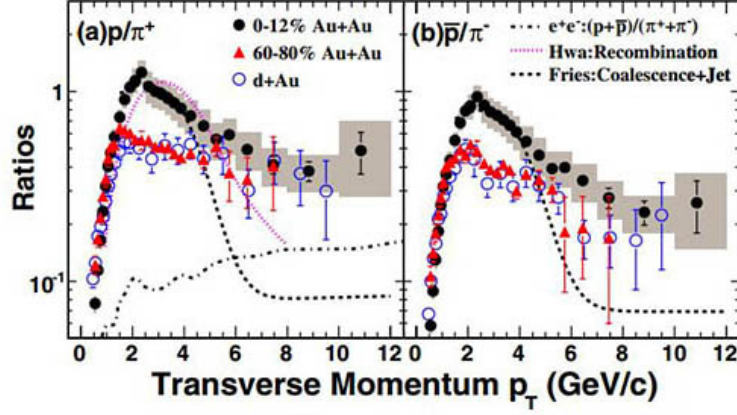 (a)p/π⁺
0-12% Au+Au
60-80% Au+Au
d+Au
(b)p̅/π⁻
e⁺e⁻:(p+p̅)/(π⁺+π⁻)
Hwa:Recombination
Fries:Coalescence+Jet
Ratios
1
10⁻¹
0 2 4 6 8 10 12 0 2 4 6 8 10 12
Transverse Momentum p_T (GeV/c)